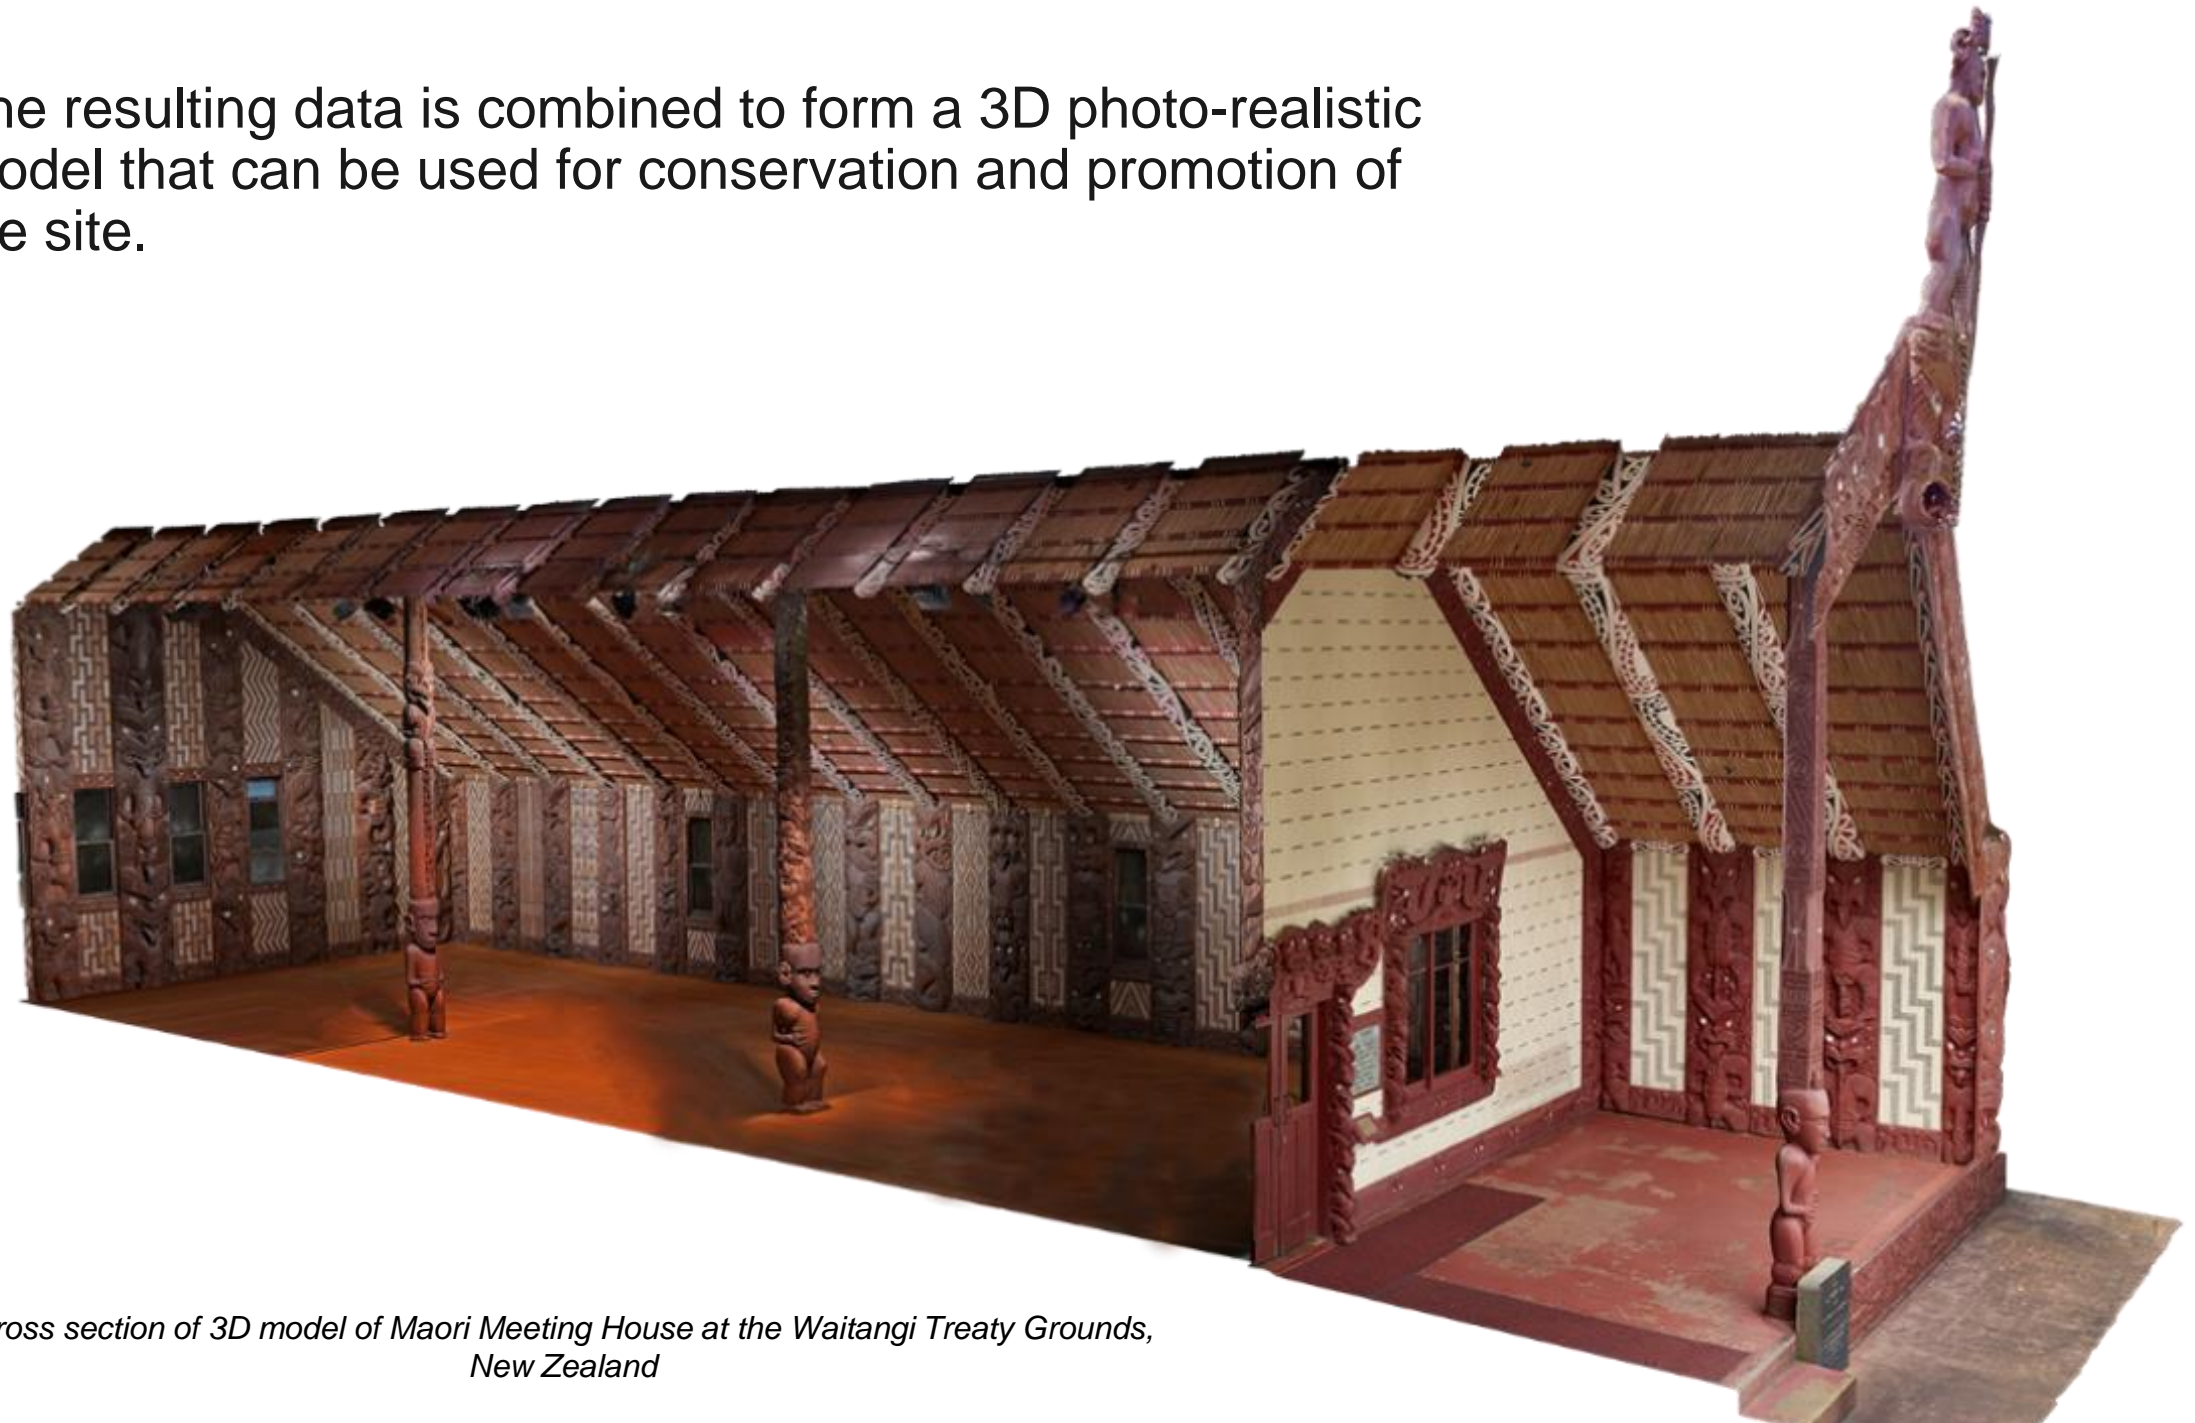 ne resulting data is combined to form a 3D photo-realistic
odel that can be used for conservation and promotion of
e site.
ross section of 3D model of Maori Meeting House at the Waitangi Treaty Grounds,
New Zealand